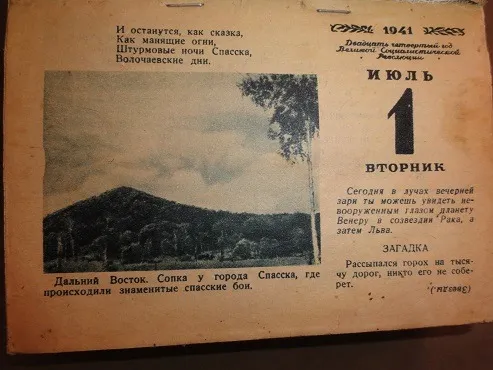 И останутся, как сказка,
Как манящие огни,
Штурмовые ночи Спасска,
Волочаевские дни.
Дальний Восток. Сопка у города Спасска, где
происходили знаменитые спасские бои.
1941
Двадцать четвертый год
Великой Социалистической
Революции
ИЮЛЬ
1
ВТОРНИК
Сегодня в лучах вечерней
зари ты можешь увидеть не-
вооруженным глазом планету
Венеру в созвездии Рака, а
затем Льва.
ЗАГАДКА
Рассыпался горох на тыся-
чу дорог, никто его не собе-
рет.
(Звезды)